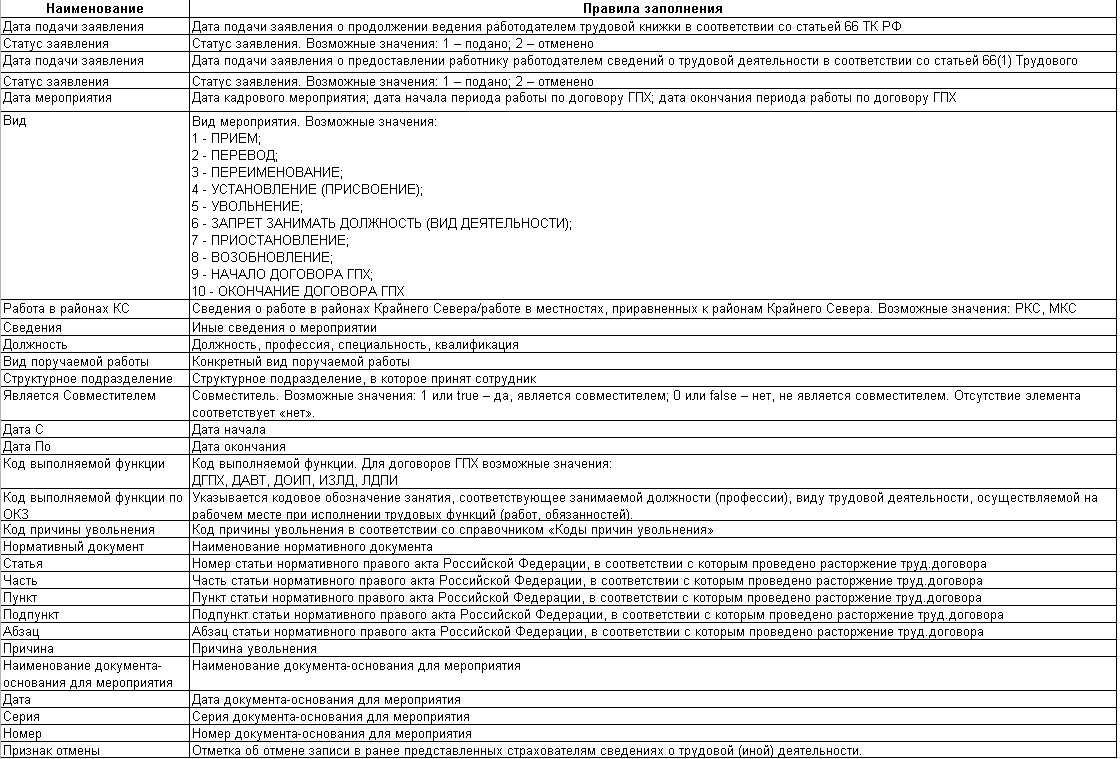 Наименование Правила заполнения
Дата подачи заявления Дата подачи заявления о продолжении ведения работодателем трудовой книжки в соответствии со статьей 66 ТК РФ
Статус заявления Статус заявления. Возможные значения: 1 – подано; 2 – отменено
Дата подачи заявления Дата подачи заявления о предоставлении работнику работодателем сведений о трудовой деятельности в соответствии со статьей 66(1) Трудового
Статус заявления Статус заявления. Возможные значения: 1 – подано; 2 – отменено
Дата мероприятия Дата кадрового мероприятия; дата начала периода работы по договору ГПХ; дата окончания периода работы по договору ГПХ
Вид Вид мероприятия. Возможные значения:
1 - ПРИЕМ;
2 - ПЕРЕВОД;
3 - ПЕРЕИМЕНОВАНИЕ;
4 - УСТАНОВЛЕНИЕ (ПРИСВОЕНИЕ);
5 - УВОЛЬНЕНИЕ;
6 - ЗАПРЕТ ЗАНИМАТЬ ДОЛЖНОСТЬ (ВИД ДЕЯТЕЛЬНОСТИ);
7 - ПРИОСТАНОВЛЕНИЕ;
8 - ВОЗОБНОВЛЕНИЕ;
9 - НАЧАЛО ДОГОВОРА ГПХ;
10 - ОКОНЧАНИЕ ДОГОВОРА ГПХ
Работа в районах КС Сведения о работе в районах Крайнего Севера/работе в местностях, приравненных к районам Крайнего Севера. Возможные значения: РКС, МКС
Сведения Иные сведения о мероприятии
Должность Должность, профессия, специальность, квалификация
Вид поручаемой работы Конкретный вид поручаемой работы
Структурное подразделение Структурное подразделение, в которое принят сотрудник
Является Совместителем Совместитель. Возможные значения: 1 или true – да, является совместителем; 0 или false – нет, не является совместителем. Отсутствие элемента
соответствует «нет».
Дата С Дата начала
Дата По Дата окончания
Код выполняемой функции Код выполняемой функции. Для договоров ГПХ возможные значения:
ДГПХ, ДАВТ, ДОИП, ИЗЛД, ЛДПИ
Код выполняемой функции по Указывается кодовое обозначение занятия, соответствующее занимаемой должности (профессии), виду трудовой деятельности, осуществляемой на
ОКЗ рабочем месте при исполнении трудовых функций (работ, обязанностей).
Код причины увольнения Код причины увольнения в соответствии со справочником «Коды причин увольнения»
Нормативный документ Наименование нормативного документа
Статья Номер статьи нормативного правого акта Российской Федерации, в соответствии с которым проведено расторжение труд.договора
Часть Часть статьи нормативного правого акта Российской Федерации, в соответствии с которым проведено расторжение труд.договора
Пункт Пункт статьи нормативного правого акта Российской Федерации, в соответствии с которым проведено расторжение труд.договора
Подпункт Подпункт статьи нормативного правого акта Российской Федерации, в соответствии с которым проведено расторжение труд.договора
Абзац Абзац статьи нормативного правого акта Российской Федерации, в соответствии с которым проведено расторжение труд.договора
Причина Причина увольнения
Наименование документа- Наименование документа-основания для мероприятия
основания для мероприятия
Дата Дата документа-основания для мероприятия
Серия Серия документа-основания для мероприятия
Номер Номер документа-основания для мероприятия
Признак отмены Отметка об отмене записи в ранее представленных страхователям сведениях о трудовой (иной) деятельности.